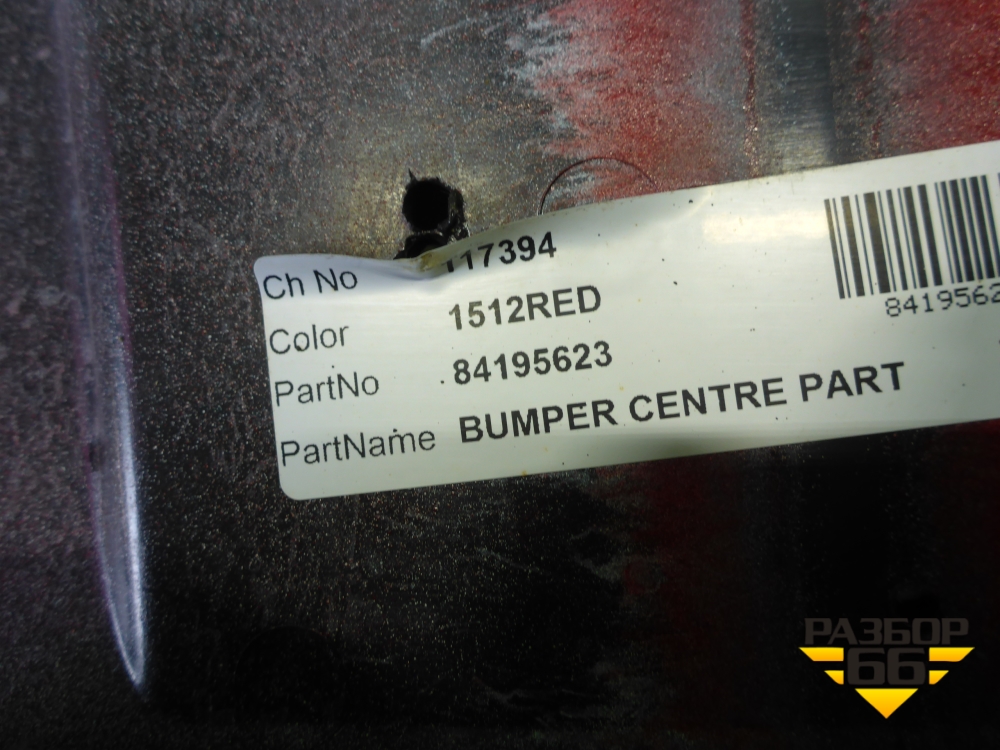 Ch No 117394
Color 1512RED
PartNo 84195623
PartName BUMPER CENTRE PART
8419562
РАЗБОР
66